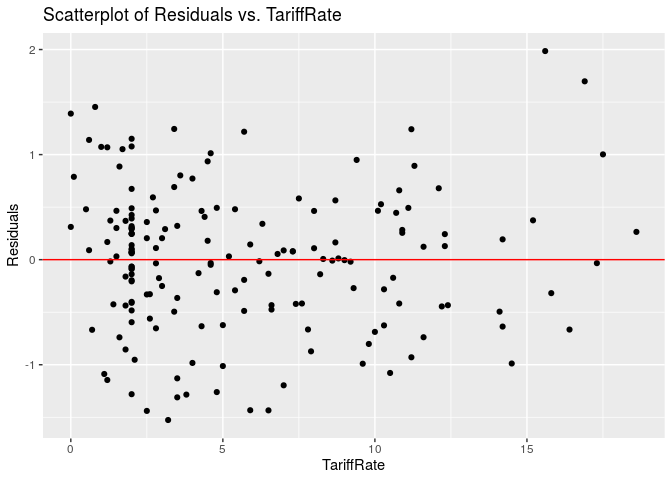 Scatterplot of Residuals vs. TariffRate
2
1
0
-1
Residuals
0 5 10 15
TariffRate